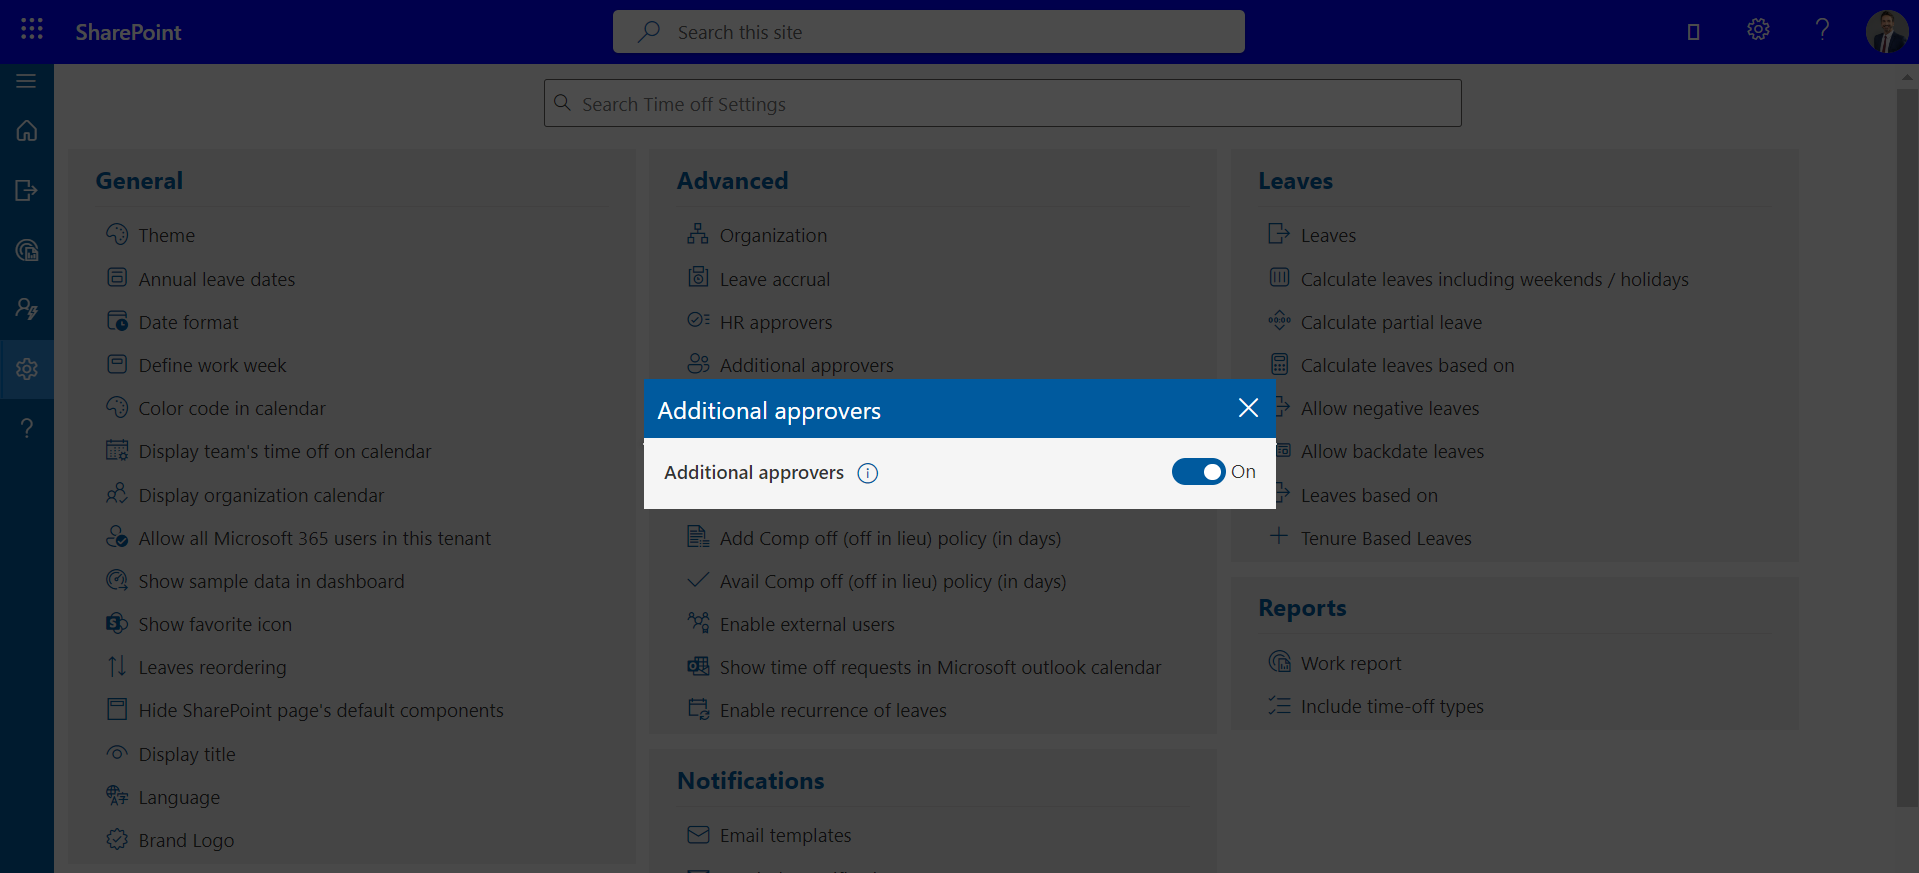 SharePoint
Search this site
Search Time off Settings
General
Theme
Annual leave dates
Date format
Define work week
Color code in calendar
Display team's time off on calendar
Display organization calendar
Allow all Microsoft 365 users in this tenant
Show sample data in dashboard
Show favorite icon
Leaves reordering
Hide SharePoint page's default components
Display title
Language
Brand Logo
Advanced
Organization
Leave accrual
HR approvers
Additional approvers
Additional approvers
Additional approvers
On
Add Comp off (off in lieu) policy (in days)
Avail Comp off (off in lieu) policy (in days)
Enable external users
Show time off requests in Microsoft outlook calendar
Enable recurrence of leaves
Notifications
Email templates
Leaves
Leaves
Calculate leaves including weekends / holidays
Calculate partial leave
Calculate leaves based on
Allow negative leaves
Allow backdate leaves
Leaves based on
Tenure Based Leaves
Reports
Work report
Include time-off types